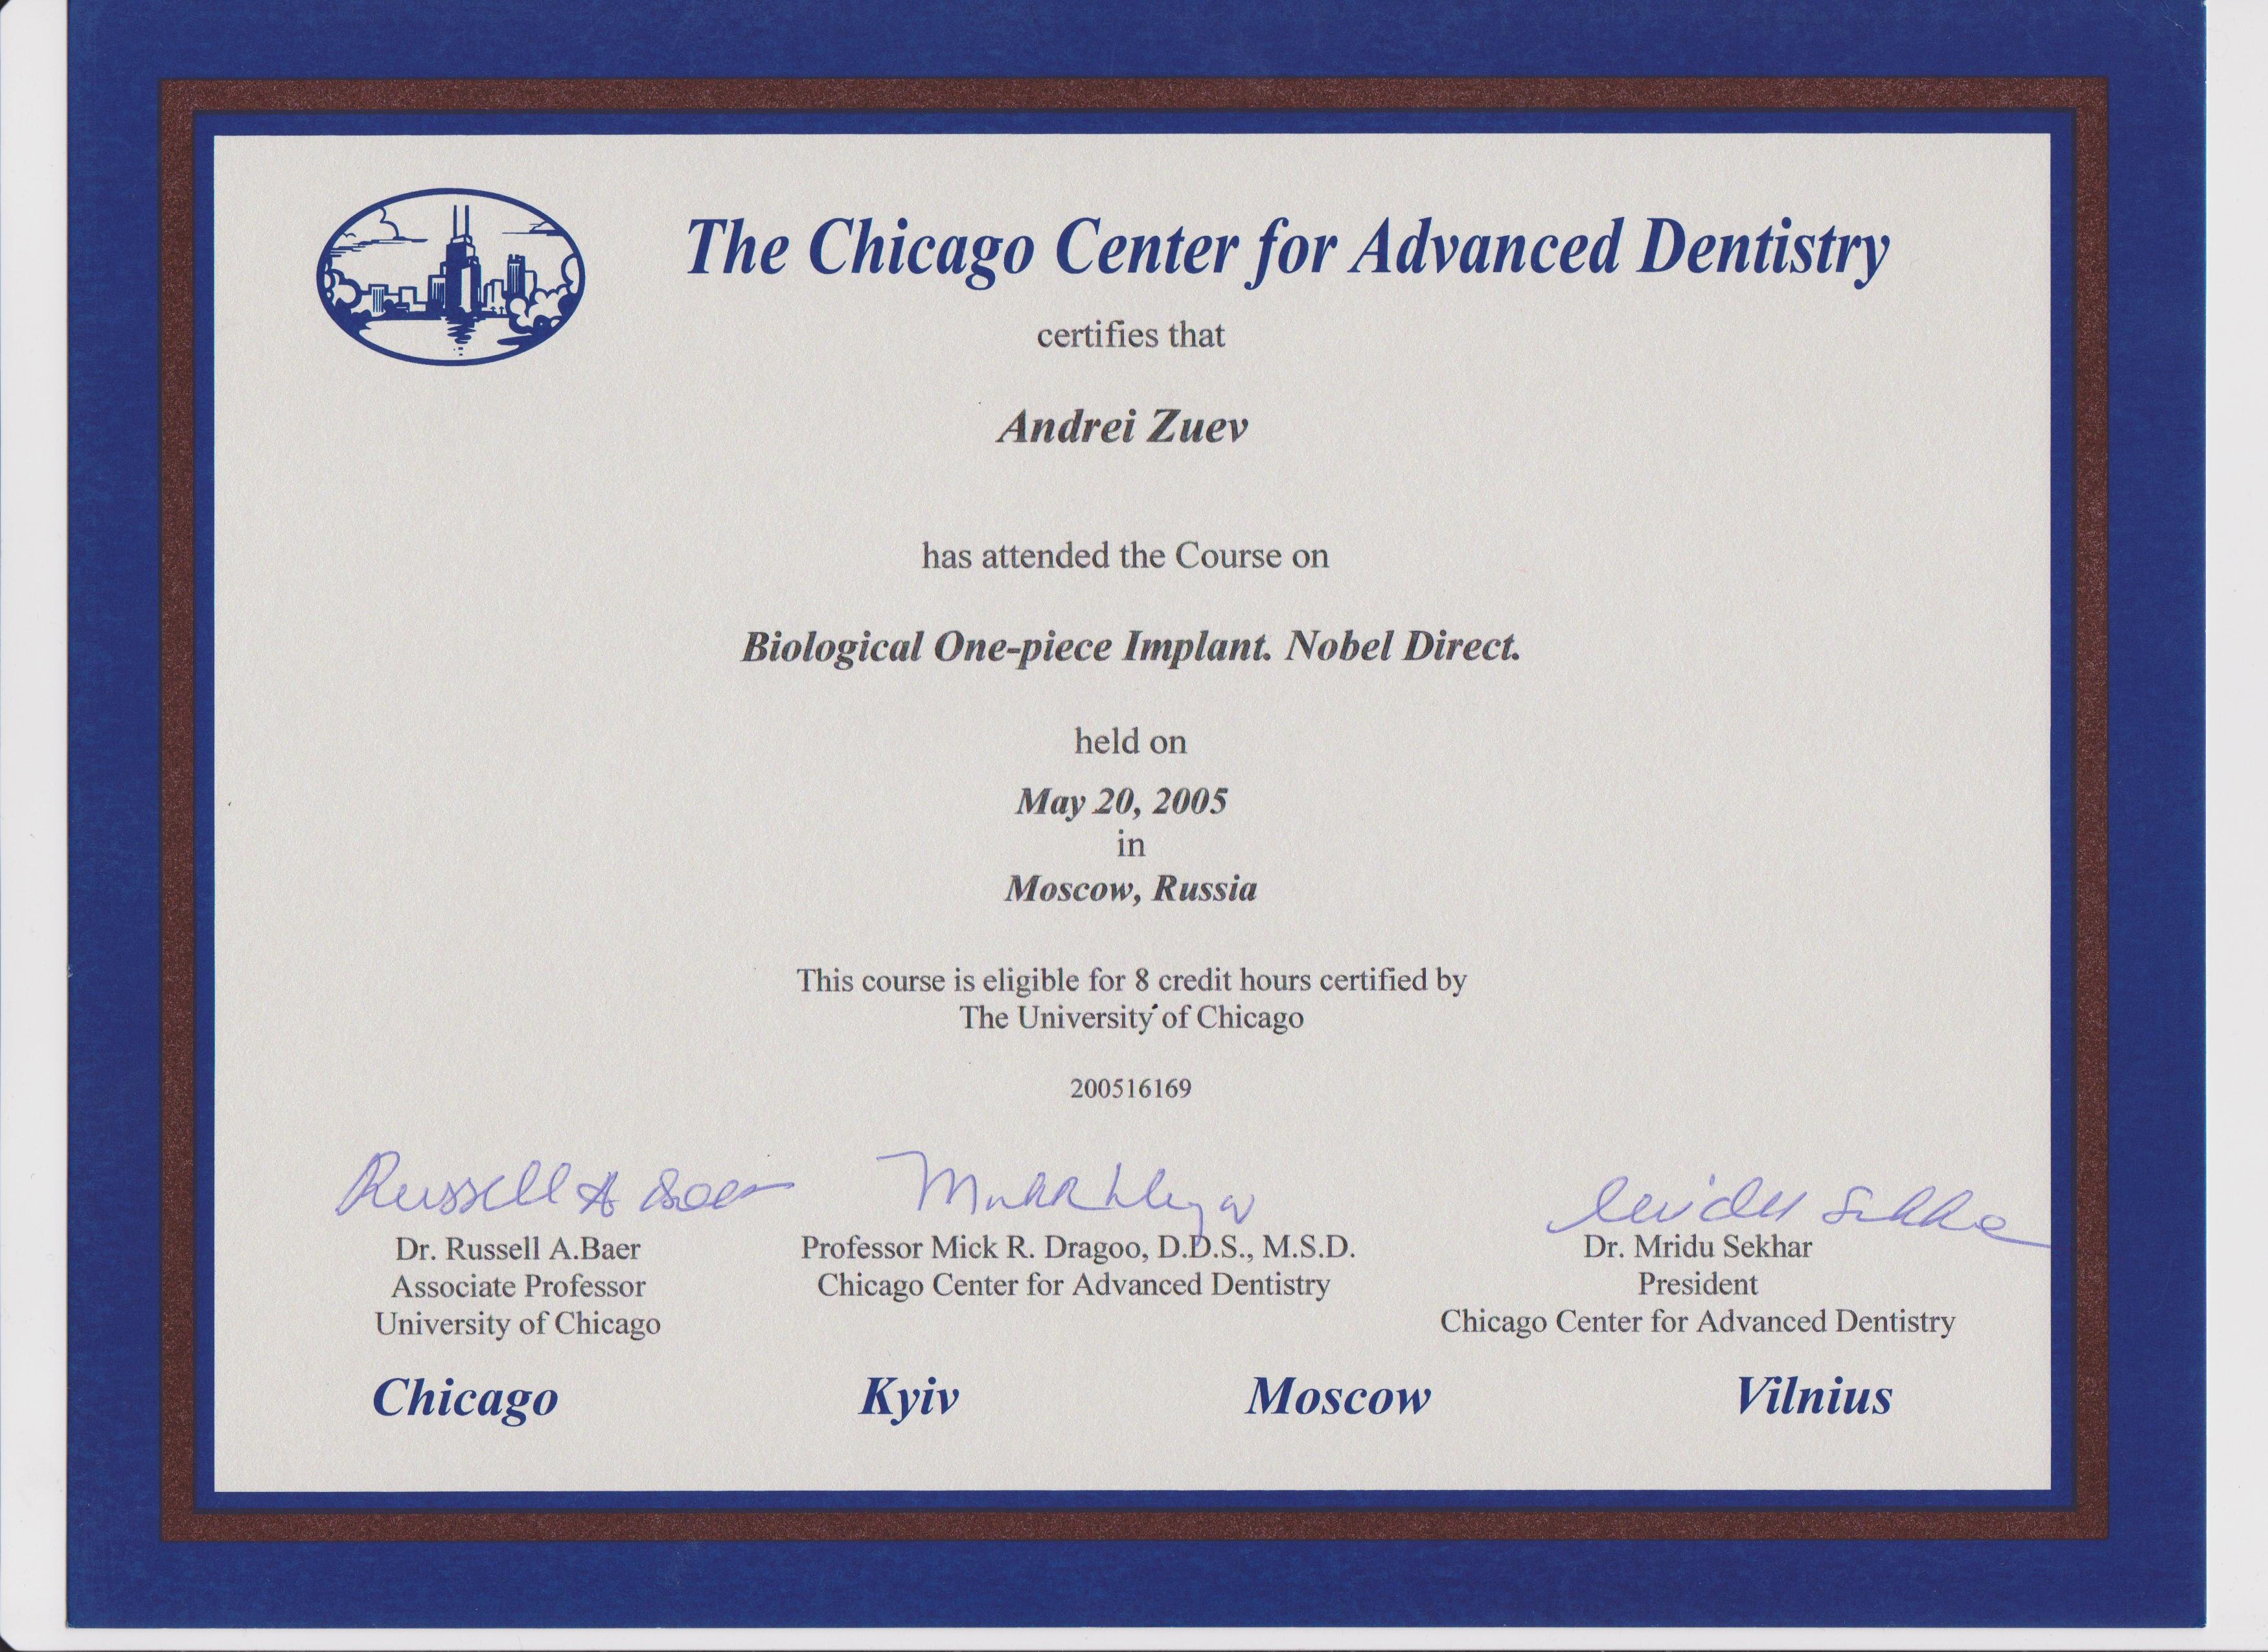 The Chicago Center for Advanced Dentistry
certifies that
Andrei Zuev
has attended the Course on
Biological One-piece Implant. Nobel Direct.
held on
May 20, 2005
in
Moscow, Russia
This course is eligible for 8 credit hours certified by
The University of Chicago
200516169
Russell A Baer
Dr. Russell A.Baer
Associate Professor
University of Chicago
Professor Mick R. Dragoo, D.D.S., M.S.D.
Chicago Center for Advanced Dentistry
Mridu Sekhar
Dr. Mridu Sekhar
President
Chicago Center for Advanced Dentistry
Chicago Kyiv Moscow Vilnius